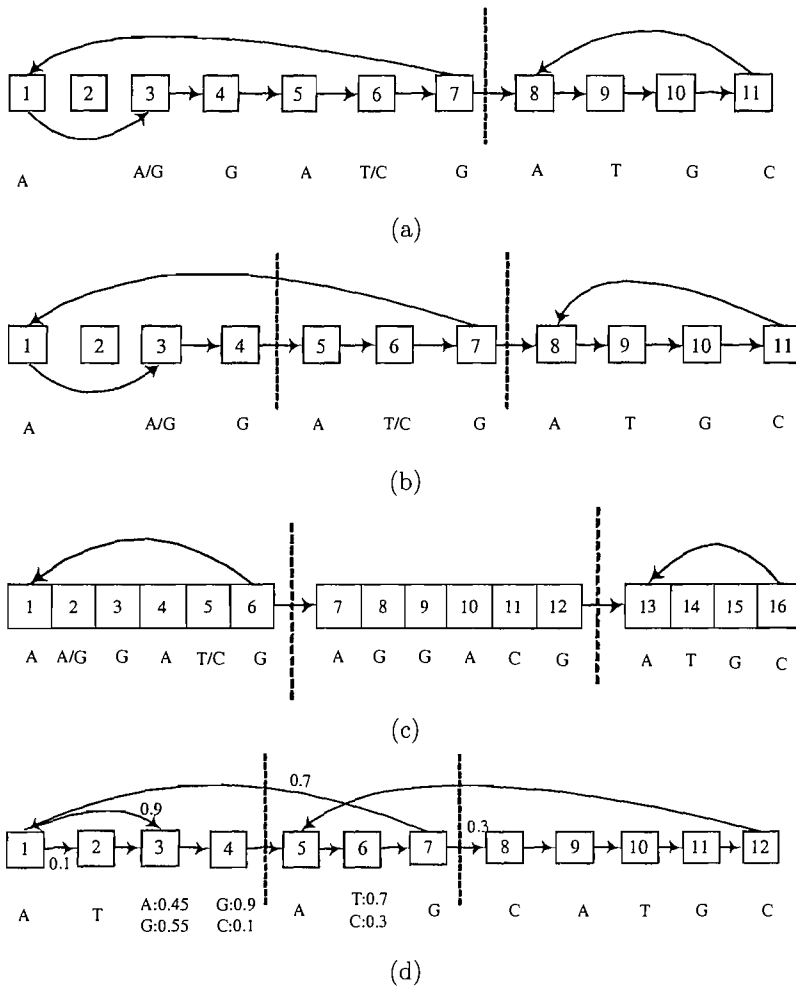 1 2 3 4 5 6 7 8 9 10 11
A A/G G A T/C G A T G C
(a)
1 2 3 4 5 6 7 8 9 10 11
A A/G G A T/C G A T G C
(b)
1 2 3 4 5 6 7 8 9 10 11 12 13 14 15 16
A A/G G A T/C G A G G A C G A T G C
(c)
0.7
0.9 0.3
1 2 3 4 5 6 7 8 9 10 11 12
0.1
A T A:0.45 G:0.9 A T:0.7 G C A T G C
G:0.55 C:0.1 C:0.3
(d)